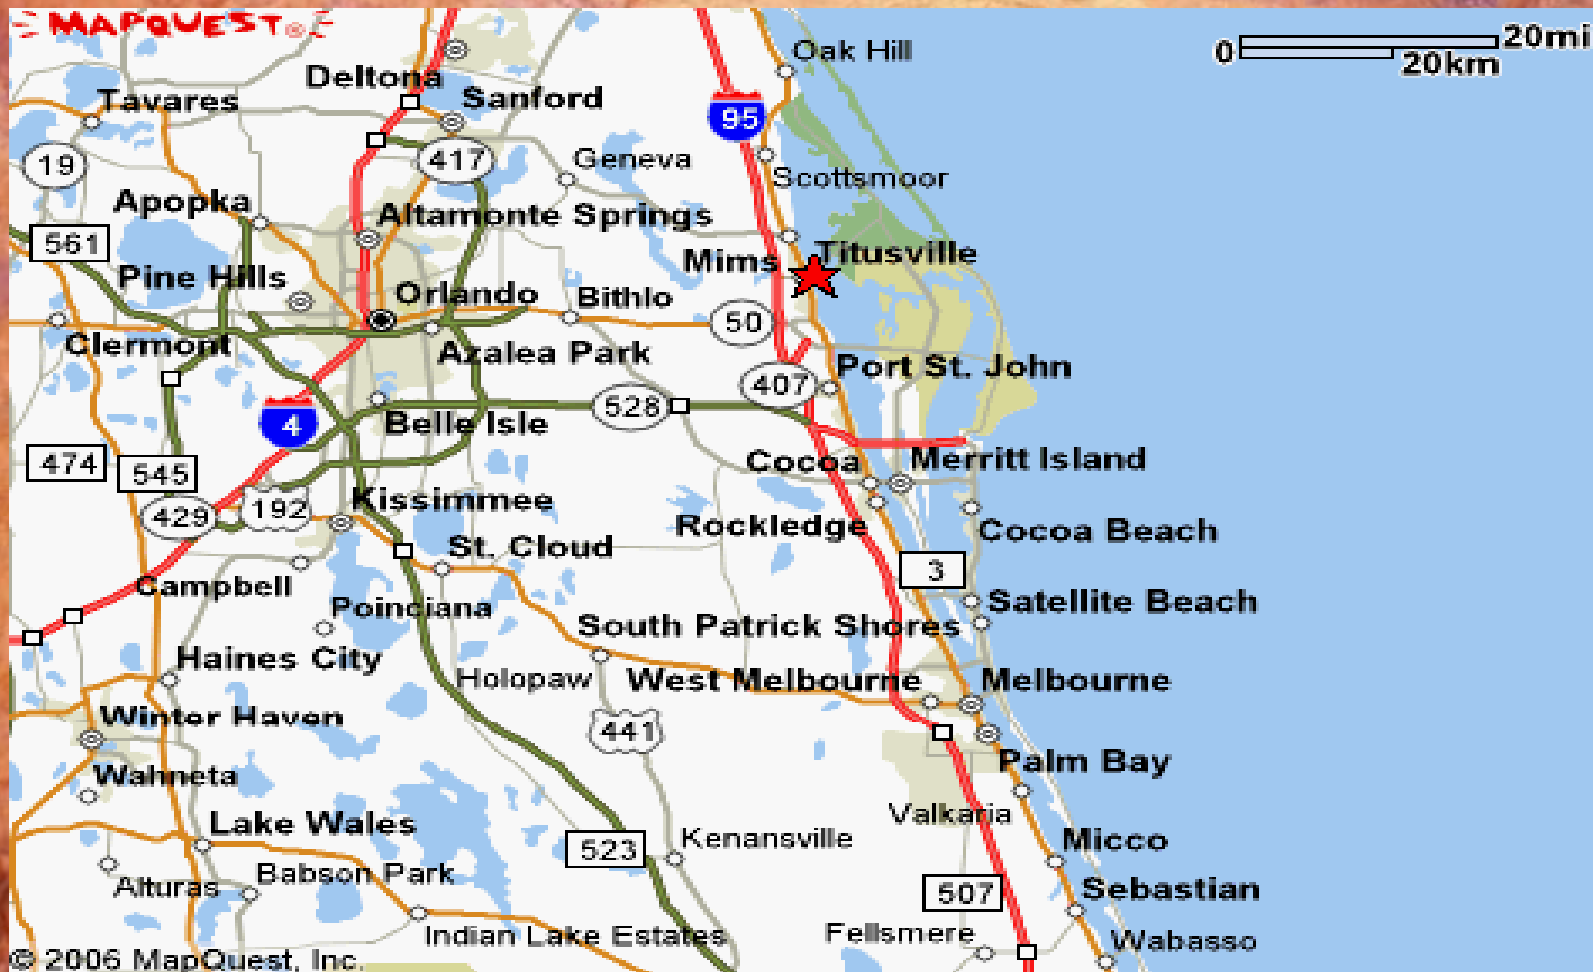 MAPQUEST®
0 20mi
20km
Oak Hill
Deltona
Tavares
Sanford
95
19
417
Geneva
Scottsmoor
Apopka
Altamonte Springs
561
Mims
Titusville
Pine Hills
Orlando
Bithlo
50
Clermont
Azalea Park
Port St. John
407
528
4
Belle Isle
474
545
Cocoa
Merritt Island
429
192
Kissimmee
Rockledge
Cocoa Beach
St. Cloud
3
Campbell
Poinciana
Satellite Beach
South Patrick Shores
Haines City
Holopaw
West Melbourne
Melbourne
Winter Haven
441
Palm Bay
Wahneta
Valkaria
Lake Wales
Kenansville
Micco
523
Babson Park
Alturas
507
Sebastian
Indian Lake Estates
Fellsmere
Wabasso
© 2006 MapQuest, Inc.